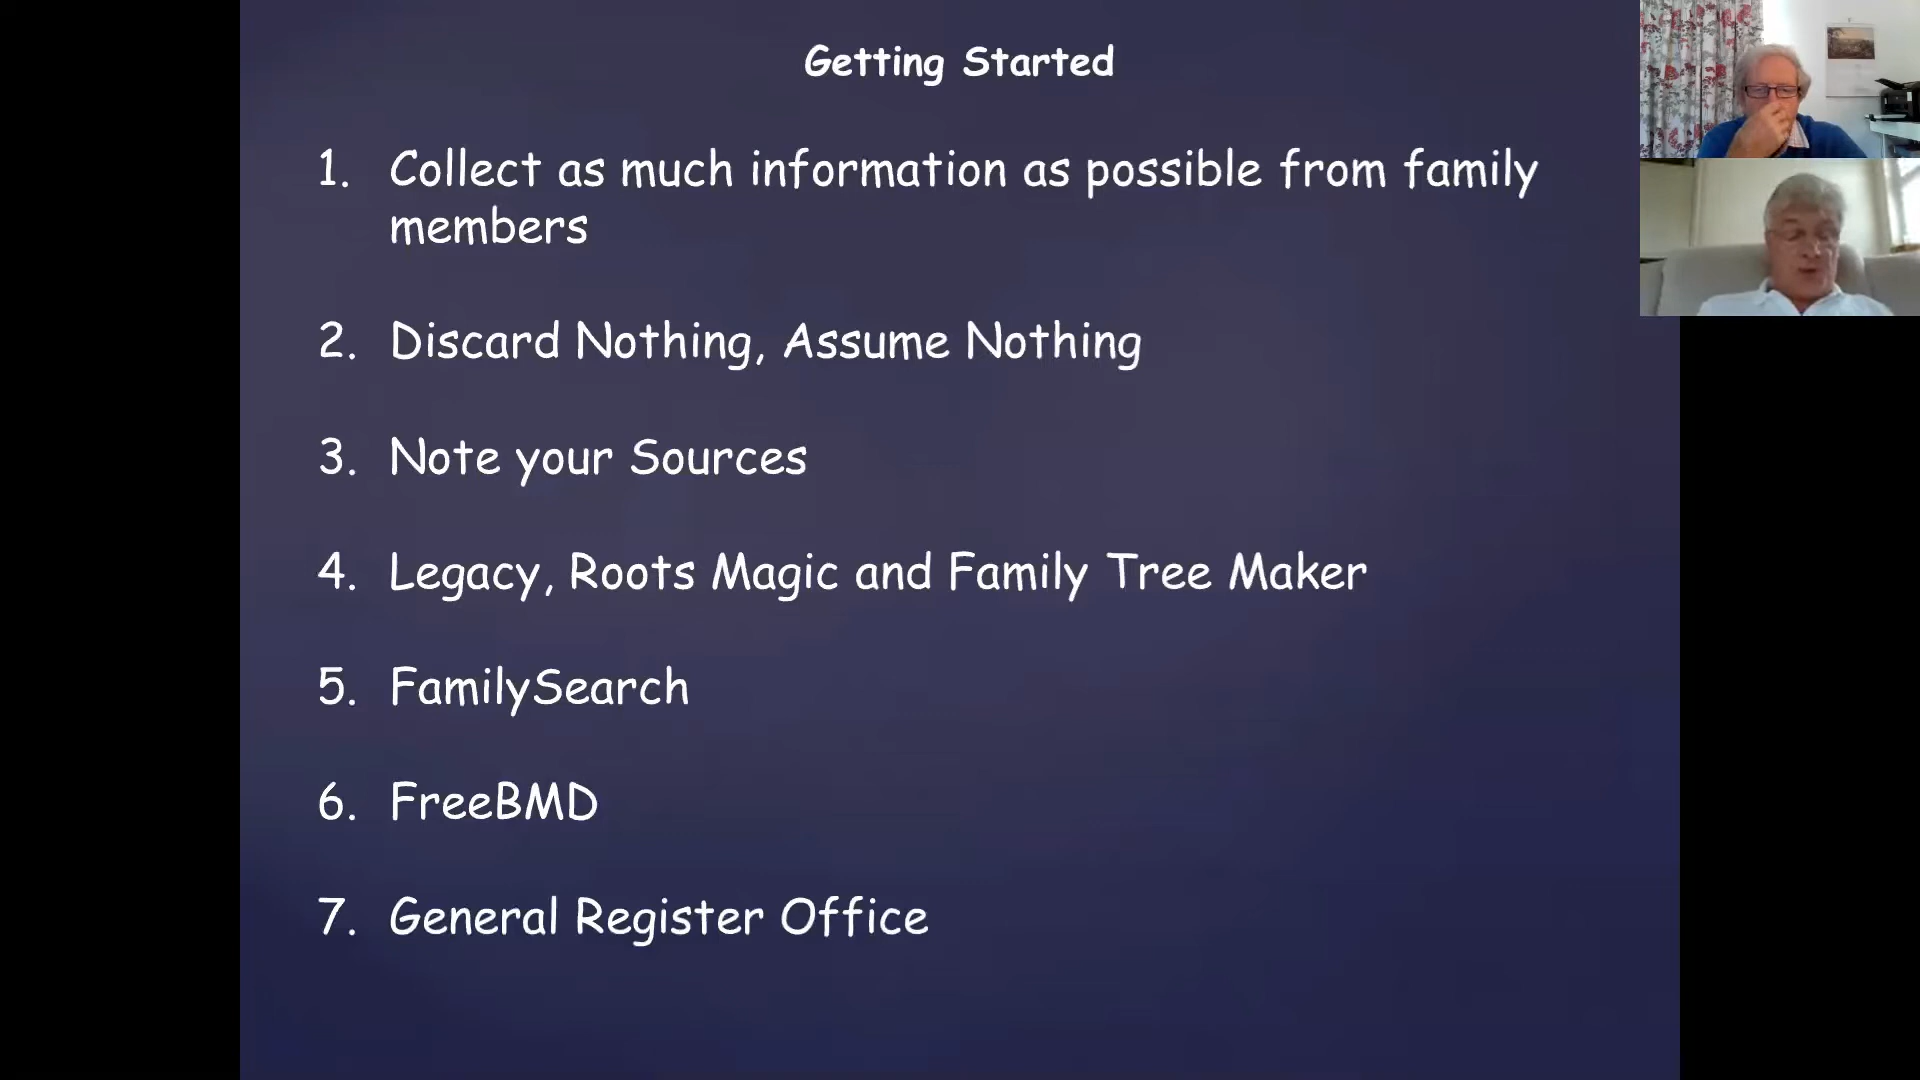 Getting Started
1. Collect as much information as possible from family
members
2. Discard Nothing, Assume Nothing
3. Note your Sources
4. Legacy, Roots Magic and Family Tree Maker
5. FamilySearch
6. FreeBMD
7. General Register Office